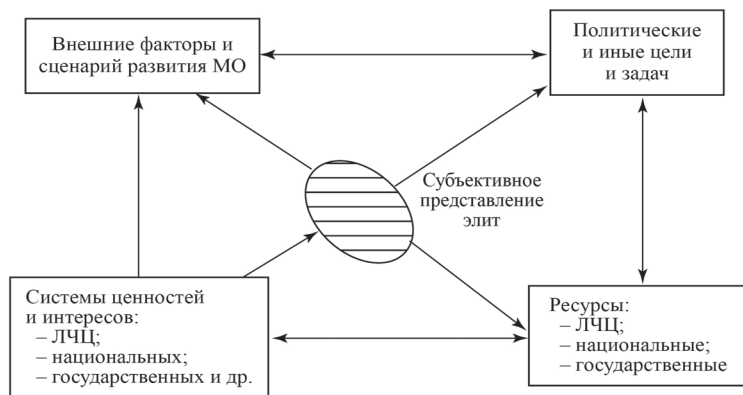 Внешние факторы и
сценарий развития МО
Политические
и иные цели
и задач
Субъективное
представление
элит
Системы ценностей
и интересов:
– ЛЧЦ;
– национальных;
– государственных и др.
Ресурсы:
– ЛЧЦ;
– национальные;
– государственные